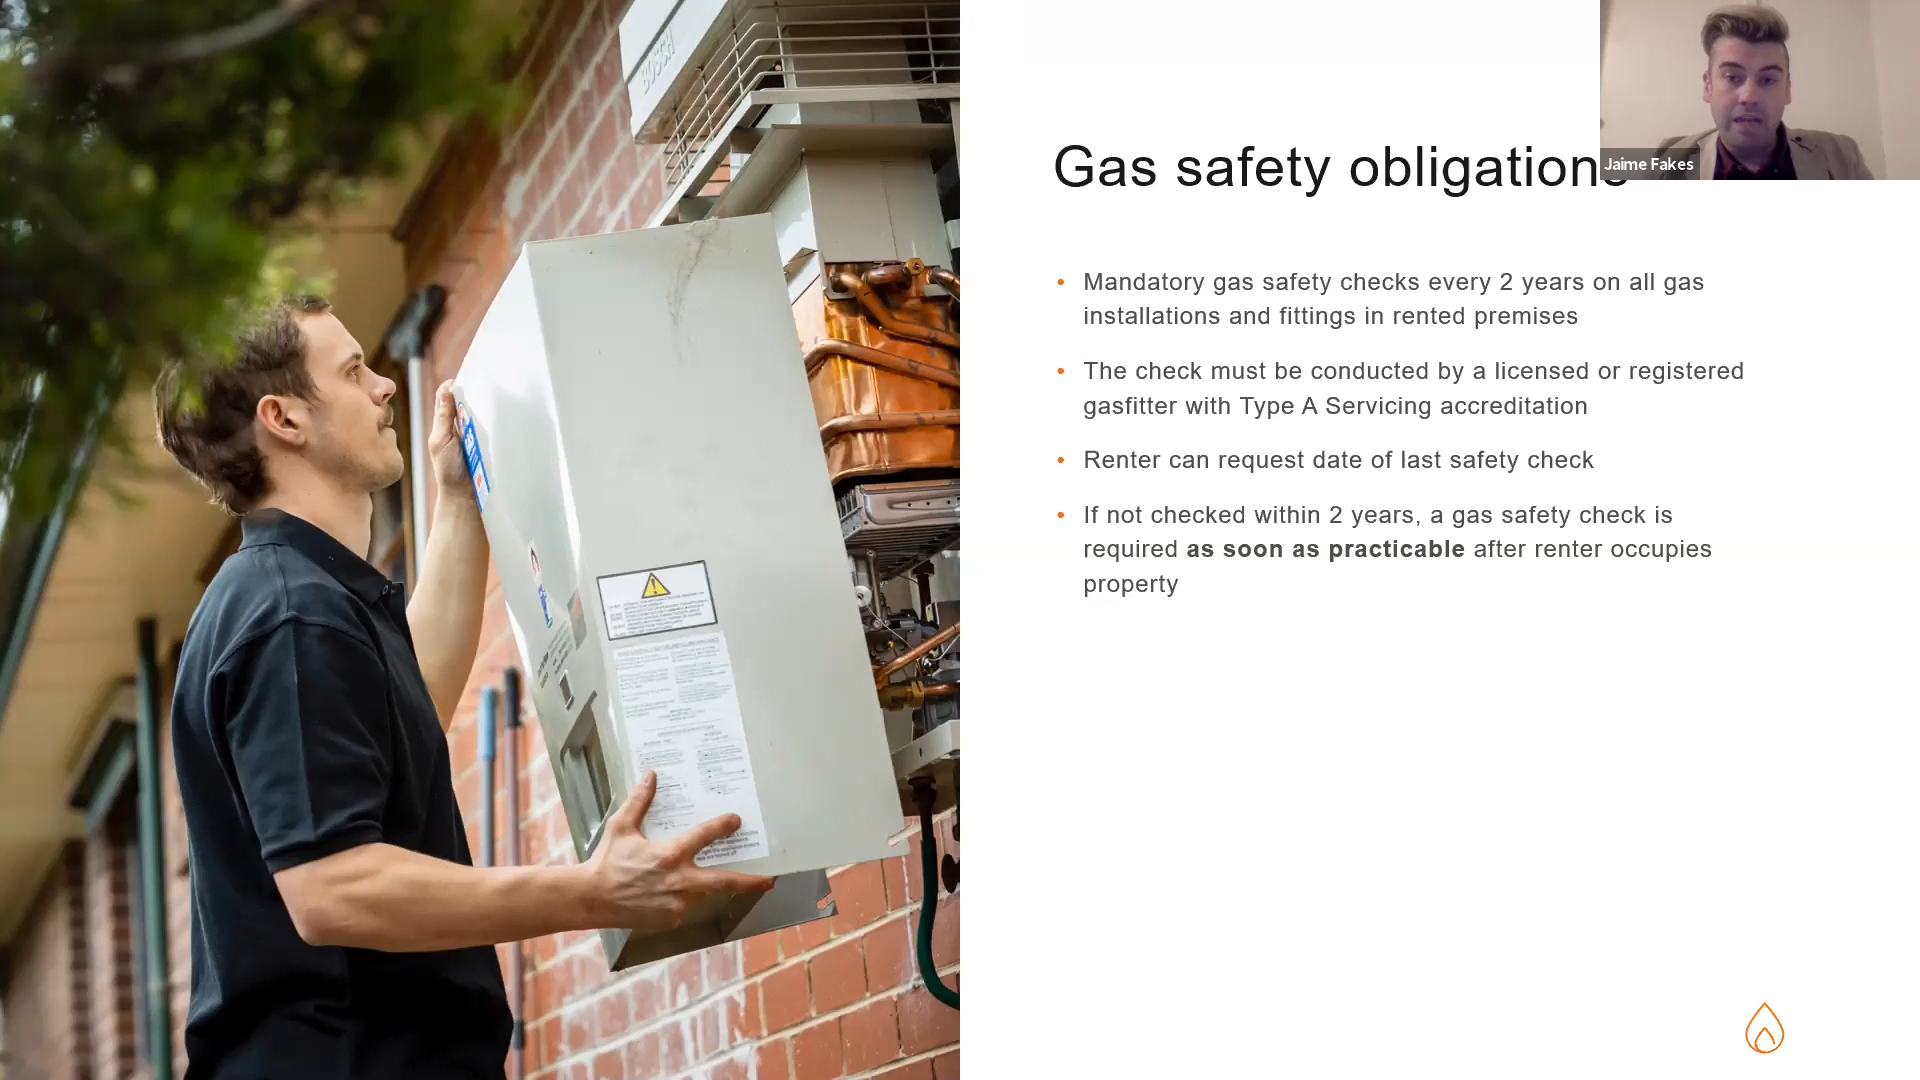 BOSCH
Gas safety obligations
Jaime Fakes
• Mandatory gas safety checks every 2 years on all gas
installations and fittings in rented premises
• The check must be conducted by a licensed or registered
gasfitter with Type A Servicing accreditation
• Renter can request date of last safety check
• If not checked within 2 years, a gas safety check is
required as soon as practicable after renter occupies
property